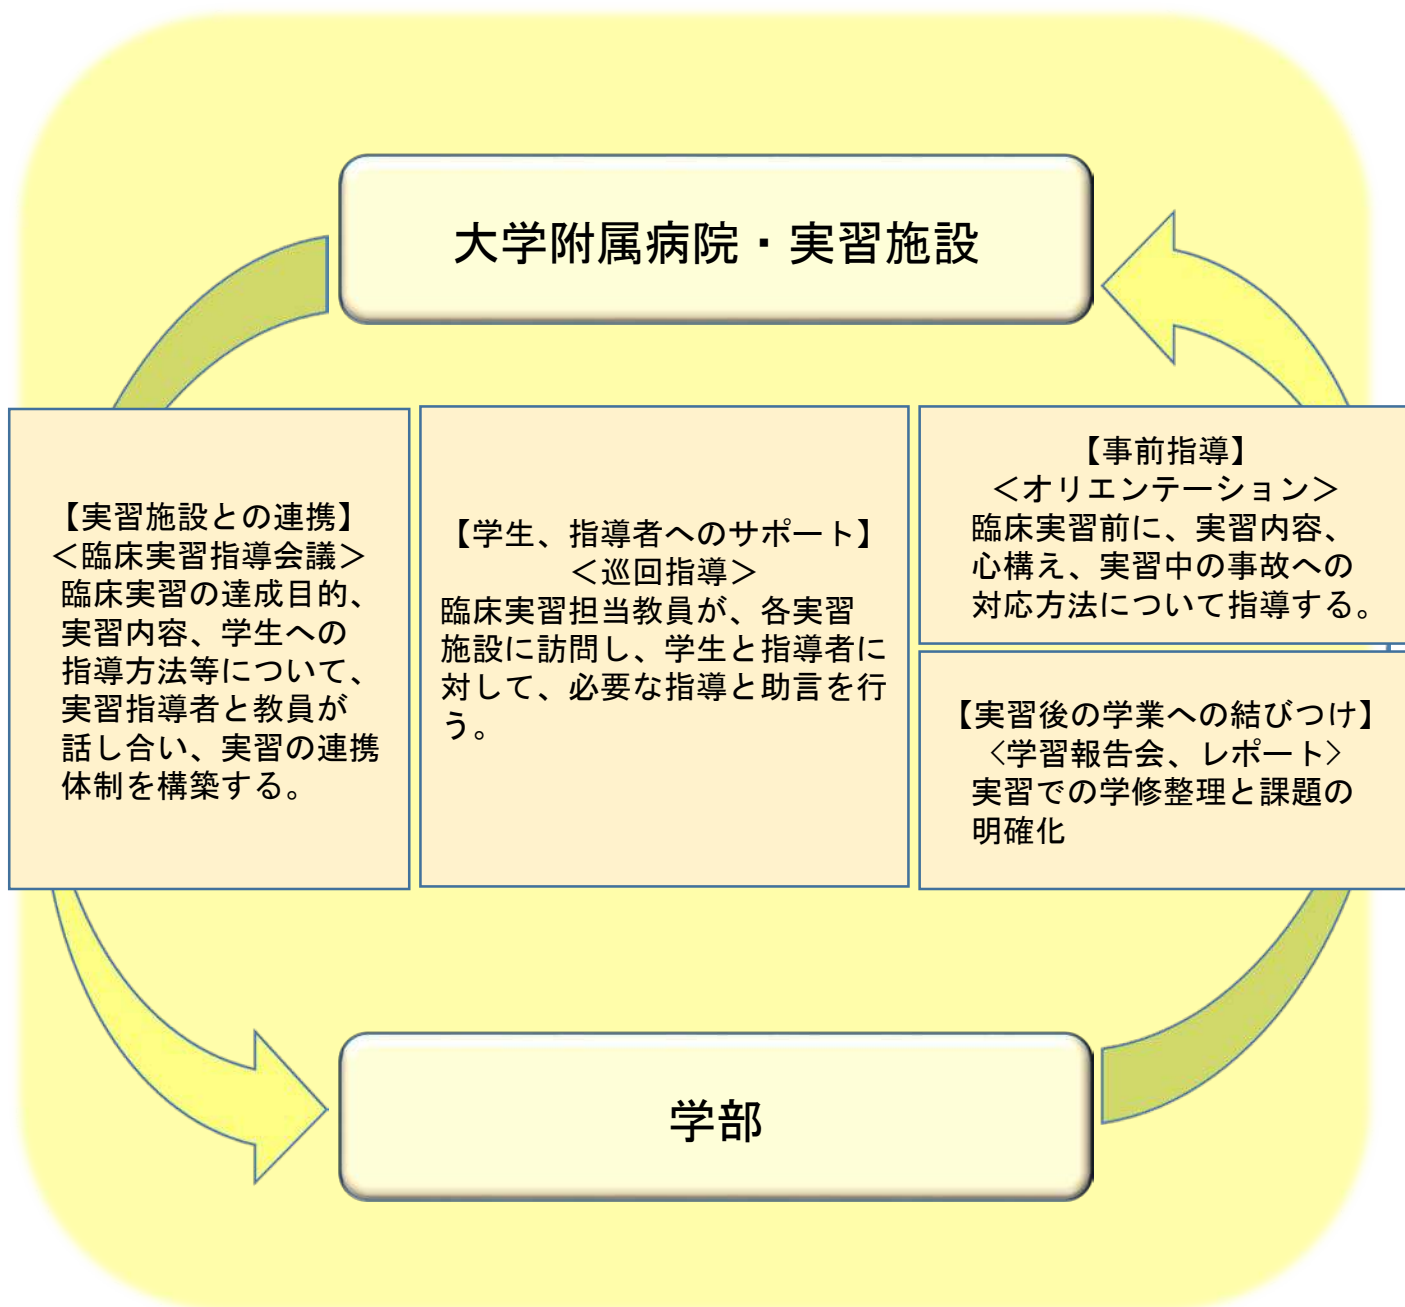 大学附属病院・実習施設
【実習施設との連携】
＜臨床実習指導会議＞
臨床実習の達成目的、
実習内容、学生への
指導方法等について、
実習指導者と教員が
話し合い、実習の連携
体制を構築する。
【学生、指導者へのサポート】
＜巡回指導＞
臨床実習担当教員が、各実習
施設に訪問し、学生と指導者に
対して、必要な指導と助言を行
う。
【事前指導】
＜オリエンテーション＞
臨床実習前に、実習内容、
心構え、実習中の事故への
対応方法について指導する。
【実習後の学業への結びつけ】
〈学習報告会、レポート〉
実習での学修整理と課題の
明確化
学部